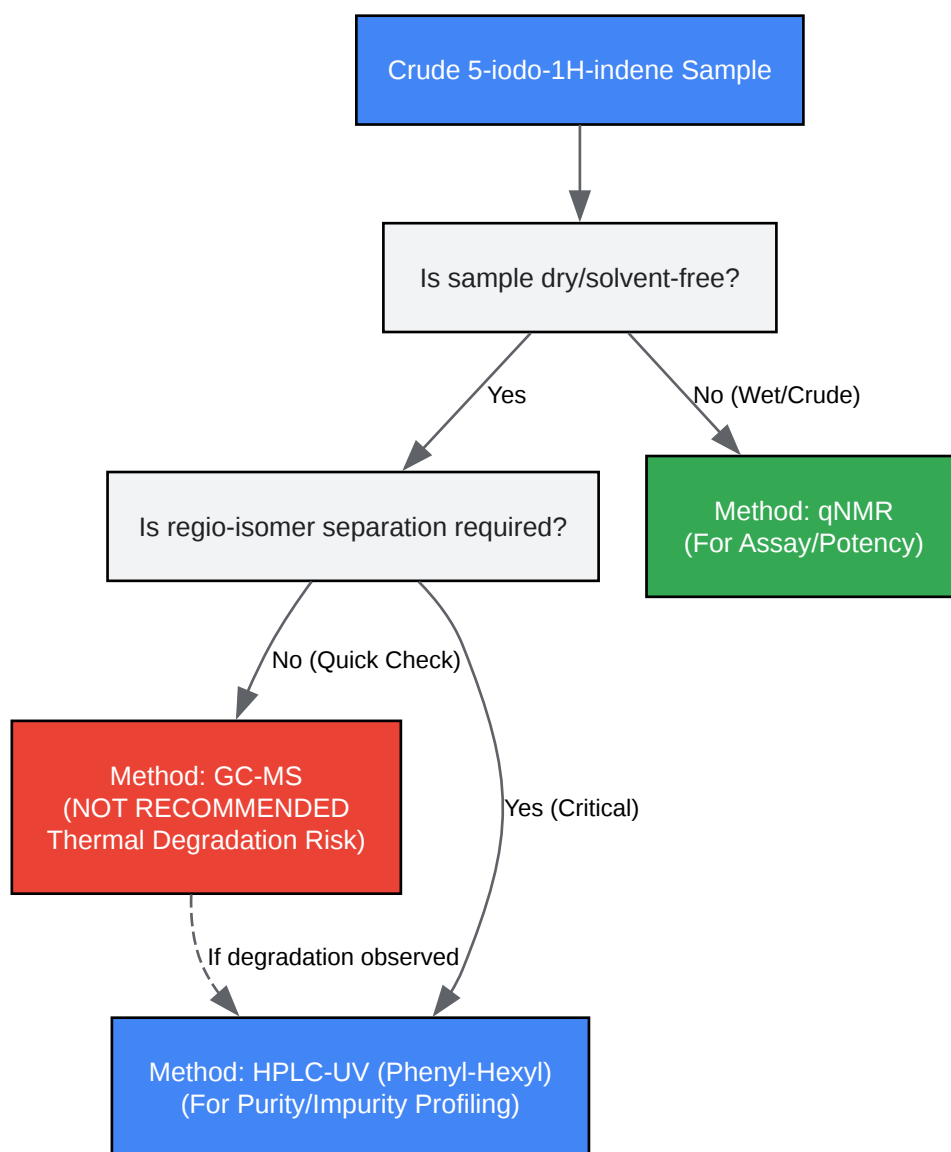 Crude 5-iodo-1H-indene Sample
Is sample dry/solvent-free?
Yes
No (Wet/Crude)
Is regio-isomer separation required?
Method: qNMR
(For Assay/Potency)
No (Quick Check)
Method: GC-MS
(NOT RECOMMENDED
Thermal Degradation Risk)
Yes (Critical)
If degradation observed
Method: HPLC-UV (Phenyl-Hexyl)
(For Purity/Impurity Profiling)